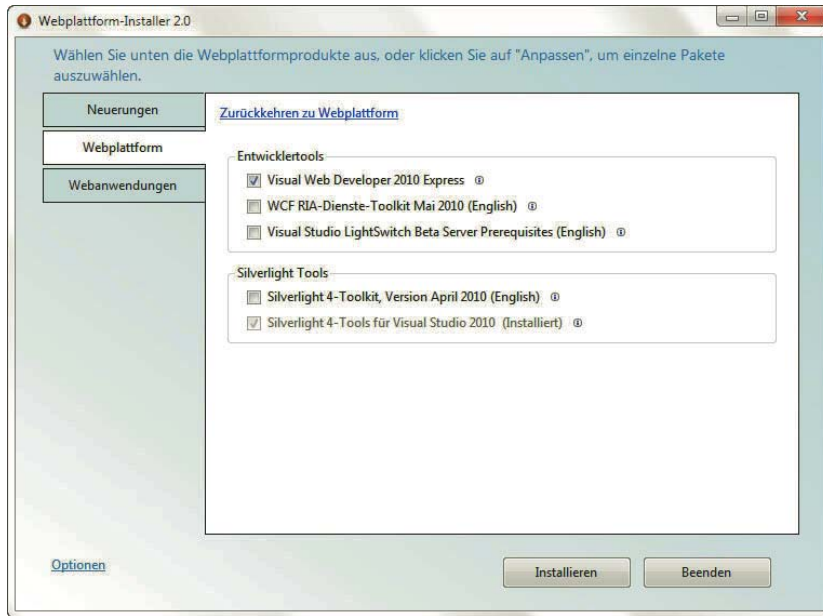 Webplattform-Installer 2.0
Wählen Sie unten die Webplattformprodukte aus, oder klicken Sie auf "Anpassen", um einzelne Pakete
auszuwählen.
Neuerungen
Webplattform
Webanwendungen
Zurückkehren zu Webplattform
Entwicklertools
Visual Web Developer 2010 Express
WCF RIA-Dienste-Toolkit Mai 2010 (English)
Visual Studio LightSwitch Beta Server Prerequisites (English)
Silverlight Tools
Silverlight 4-Toolkit, Version April 2010 (English)
Silverlight 4-Tools für Visual Studio 2010 (Installiert)
Optionen
Installieren
Beenden